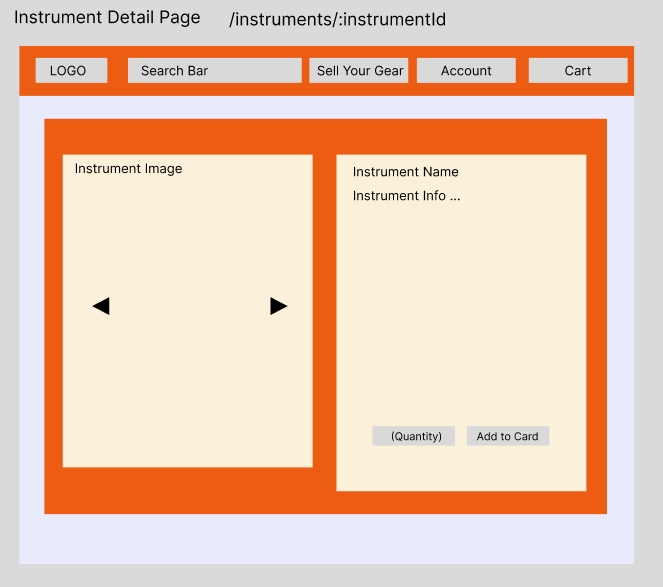 Instrument Detail Page /instruments/:instrumentId
LOGO Search Bar Sell Your Gear Account Cart
Instrument Image
Instrument Name
Instrument Info ...
(Quantity) Add to Card